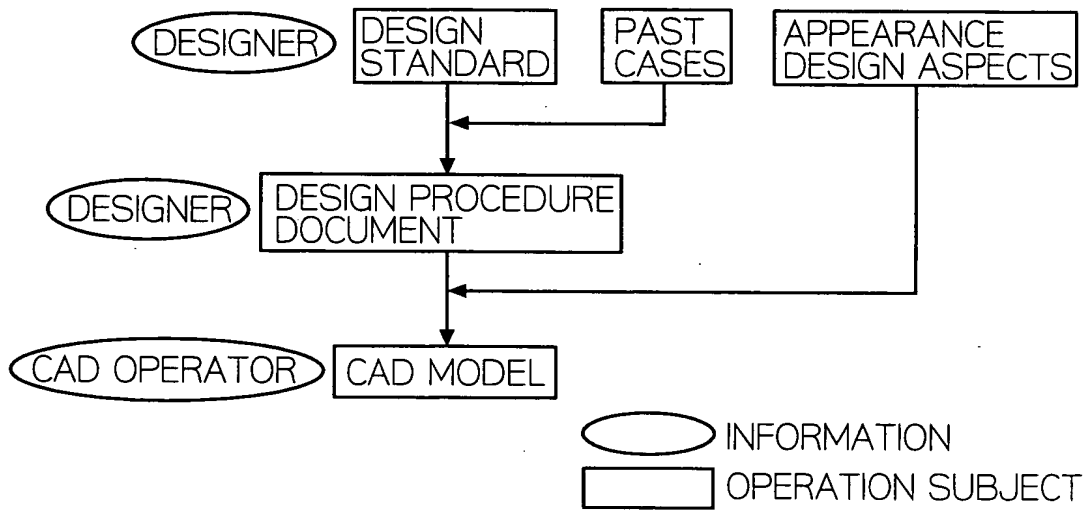 DESIGNER
DESIGN
STANDARD
PAST
CASES
APPEARANCE
DESIGN ASPECTS
DESIGNER
DESIGN PROCEDURE
DOCUMENT
CAD OPERATOR
CAD MODEL
INFORMATION
OPERATION SUBJECT